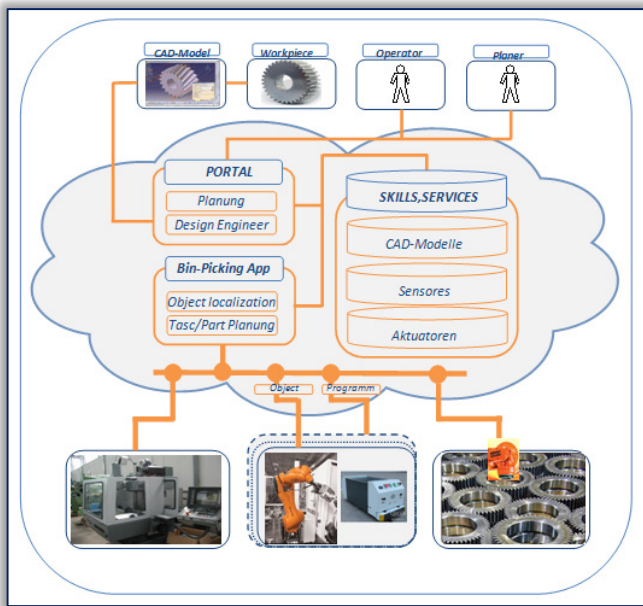 CAD-Model
Workpiece
Operator
Planer
PORTAL
Planung
Design Engineer
SKILLS,SERVICES
CAD-Modelle
Sensores
Aktuatoren
Bin-Picking App
Object localization
Tasc/Part Planung
Object
Programm